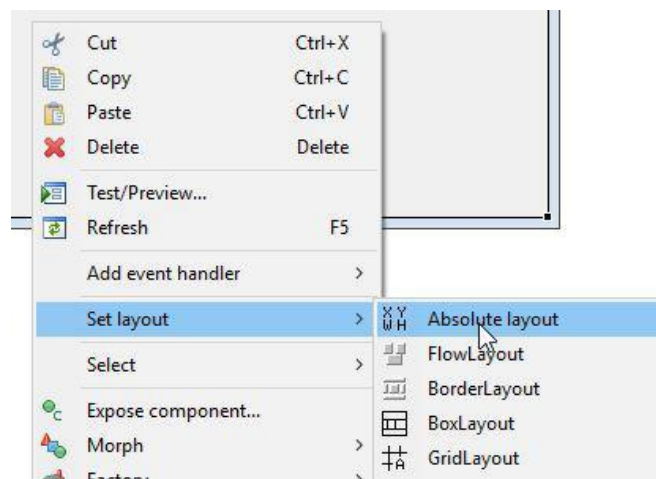 Cut Ctrl+X
Copy Ctrl+C
Paste Ctrl+V
Delete Delete
Test/Preview...
Refresh F5
Add event handler >
Set layout >
X Y
W H Absolute layout
FlowLayout
Select >
BorderLayout
Expose component...
BoxLayout
Morph >
GridLayout
Factory >